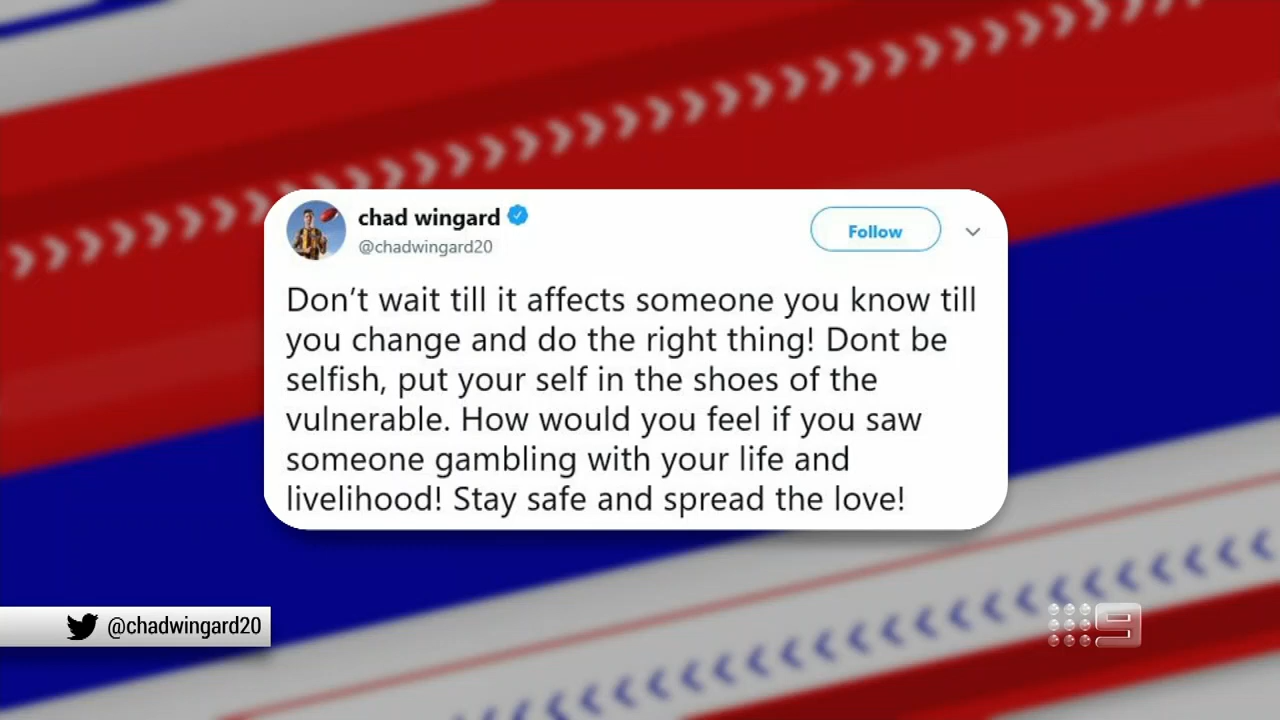 chad wingard
@chadwingard20
Follow
Don’t wait till it affects someone you know till
you change and do the right thing! Dont be
selfish, put your self in the shoes of the
vulnerable. How would you feel if you saw
someone gambling with your life and
livelihood! Stay safe and spread the love!
@chadwingard20
9